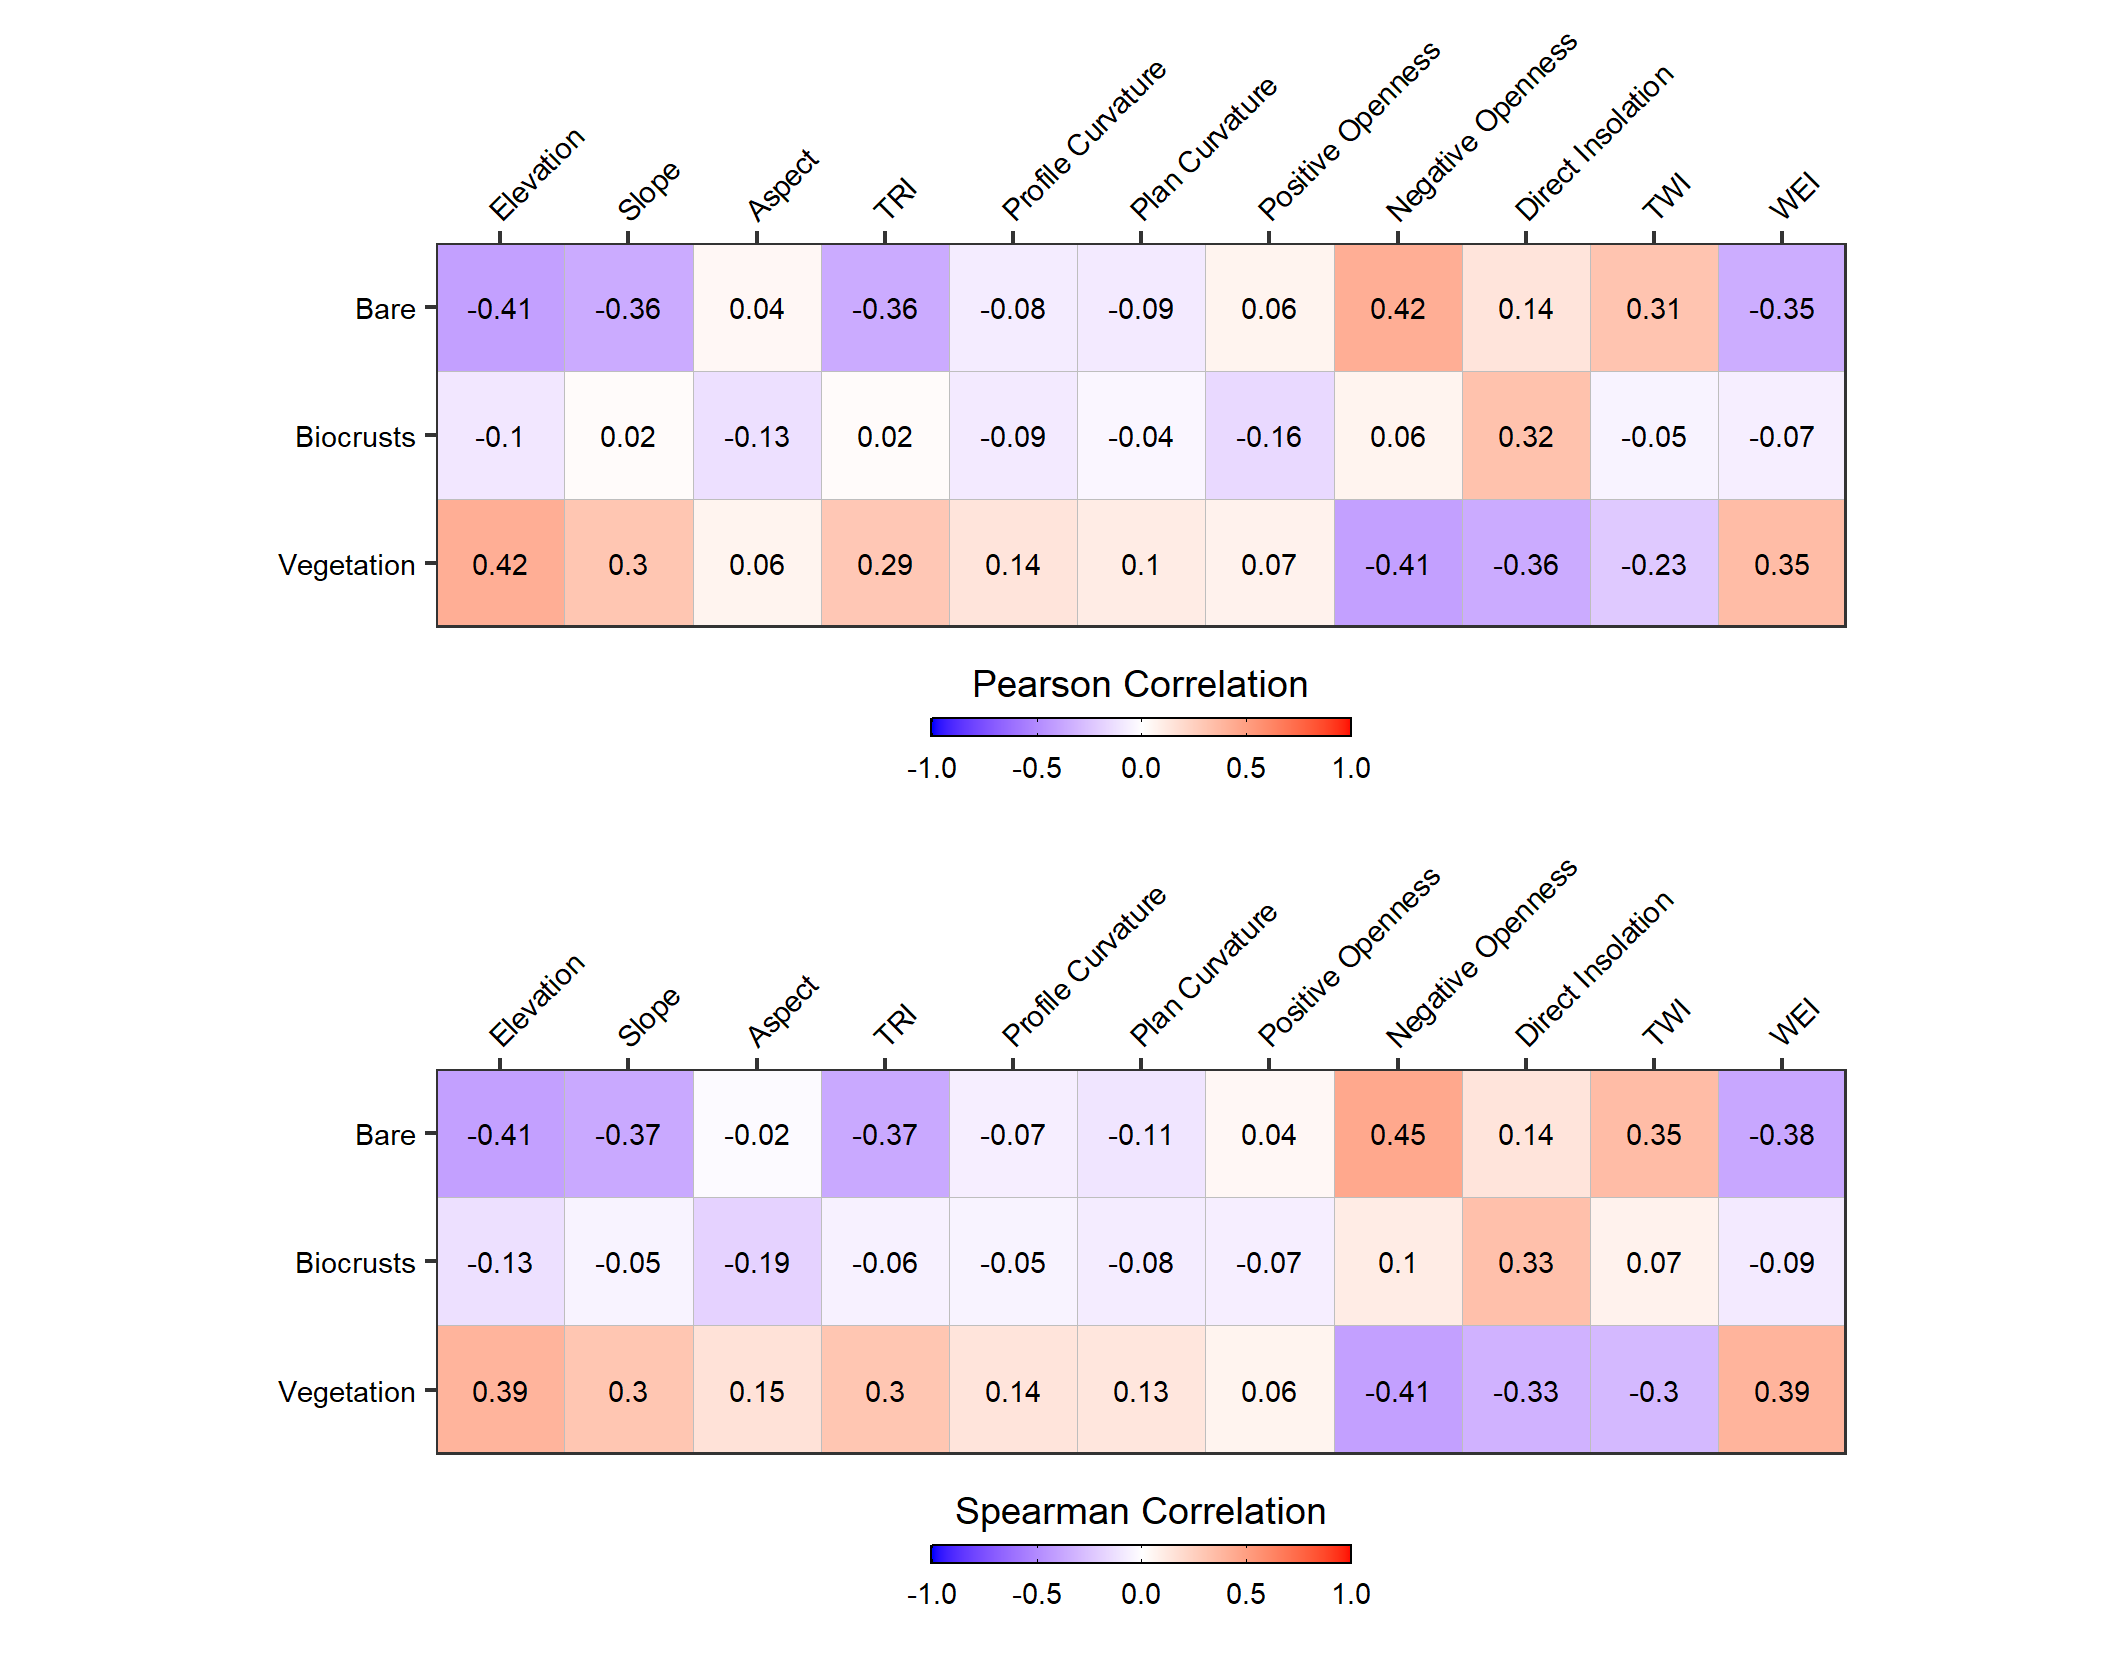 Elevation Slope Aspect TRI Profile Curvature Plan Curvature Positive Openness Negative Openness Direct Insolation TWI WEI
Bare -0.41 -0.36 0.04 -0.36 -0.08 -0.09 0.06 0.42 0.14 0.31 -0.35
Biocrusts -0.1 0.02 -0.13 0.02 -0.09 -0.04 -0.16 0.06 0.32 -0.05 -0.07
Vegetation 0.42 0.3 0.06 0.29 0.14 0.1 0.07 -0.41 -0.36 -0.23 0.35
Pearson Correlation
-1.0 -0.5 0.0 0.5 1.0
Elevation Slope Aspect TRI Profile Curvature Plan Curvature Positive Openness Negative Openness Direct Insolation TWI WEI
Bare -0.41 -0.37 -0.02 -0.37 -0.07 -0.11 0.04 0.45 0.14 0.35 -0.38
Biocrusts -0.13 -0.05 -0.19 -0.06 -0.05 -0.08 -0.07 0.1 0.33 0.07 -0.09
Vegetation 0.39 0.3 0.15 0.3 0.14 0.13 0.06 -0.41 -0.33 -0.3 0.39
Spearman Correlation
-1.0 -0.5 0.0 0.5 1.0